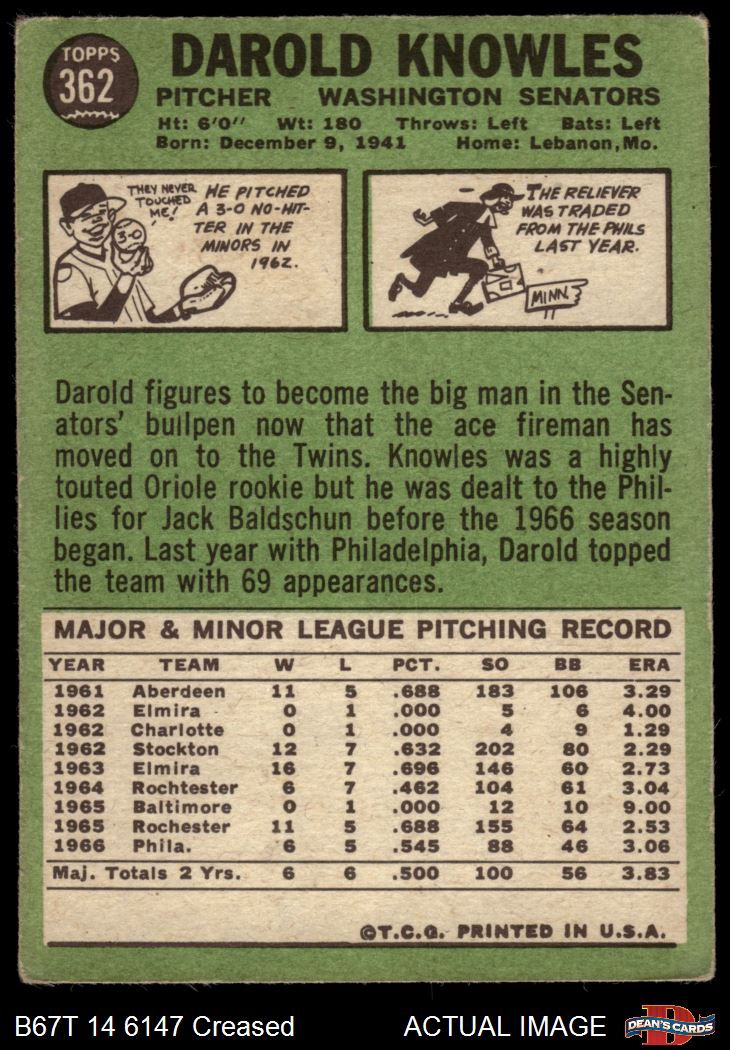 TOPPS
362
DAROLD KNOWLES
PITCHER WASHINGTON SENATORS
Ht: 6'0" Wt: 180 Throws: Left Bats: Left
Born: December 9, 1941 Home: Lebanon, Mo.
THEY NEVER
TOUCHED
ME!
3-0
HE PITCHED
A 3-0 NO-HIT-
TER IN THE
MINORS IN
1962.
THE RELIEVER
WAS TRADED
FROM THE PHILS
LAST YEAR.
MINN.
Darold figures to become the big man in the Sen-
ators' bullpen now that the ace fireman has
moved on to the Twins. Knowles was a highly
touted Oriole rookie but he was dealt to the Phil-
lies for Jack Baldschun before the 1966 season
began. Last year with Philadelphia, Darold topped
the team with 69 appearances.
MAJOR & MINOR LEAGUE PITCHING RECORD
YEAR TEAM W L PCT. SO BB ERA
1961 Aberdeen 11 5 .688 183 106 3.29
1962 Elmira 0 1 .000 5 6 4.00
1962 Charlotte 0 1 .000 4 9 1.29
1962 Stockton 12 7 .632 202 80 2.29
1963 Elmira 16 7 .696 146 60 2.73
1964 Rochtester 6 7 .462 104 61 3.04
1965 Baltimore 0 1 .000 12 10 9.00
1965 Rochester 11 5 .688 155 64 2.53
1966 Phila. 6 5 .545 88 46 3.06
Maj. Totals 2 Yrs. 6 6 .500 100 56 3.83
©T.C.G. PRINTED IN U.S.A.
B67T 14 6147 Creased ACTUAL IMAGE
DEAN'S CARDS